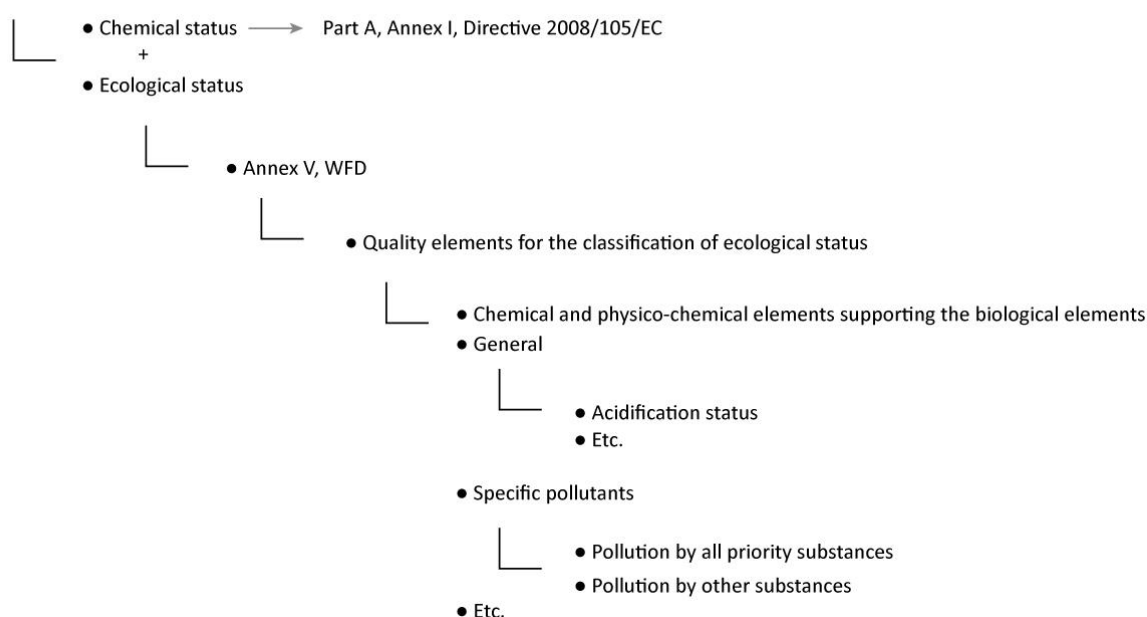 ● Chemical status → Part A, Annex I, Directive 2008/105/EC
+
● Ecological status
● Annex V, WFD
● Quality elements for the classification of ecological status
● Chemical and physico-chemical elements supporting the biological elements
● General
● Acidification status
● Etc.
● Specific pollutants
● Pollution by all priority substances
● Pollution by other substances
● Etc.